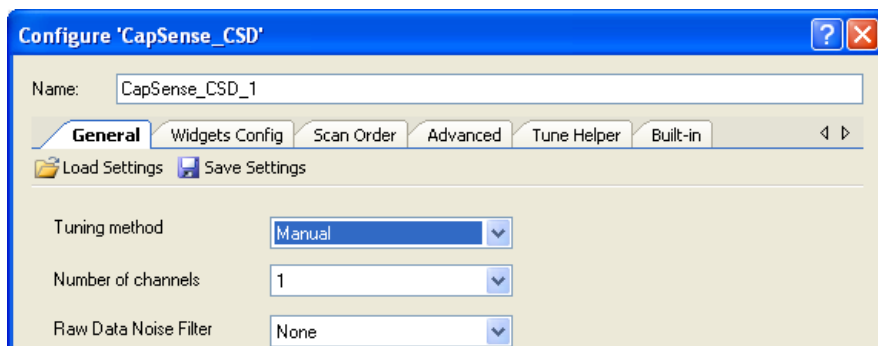 Configure 'CapSense_CSD'
Name: CapSense_CSD_1
General Widgets Config Scan Order Advanced Tune Helper Built-in
Load Settings Save Settings
Tuning method Manual
Number of channels 1
Raw Data Noise Filter None